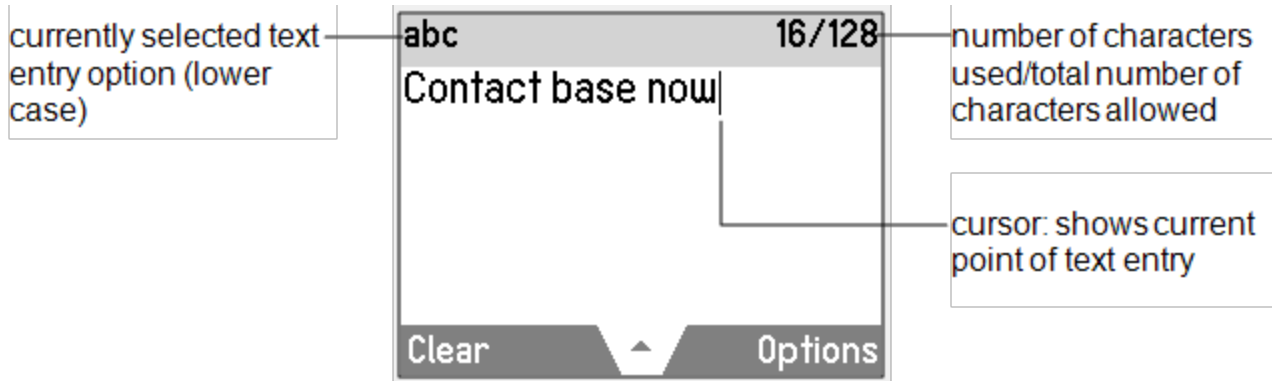 currently selected text
entry option (lower
case)
abc
16/128
Contact base now
Clear
Options
number of characters
used/total number of
characters allowed
cursor: shows current
point of text entry